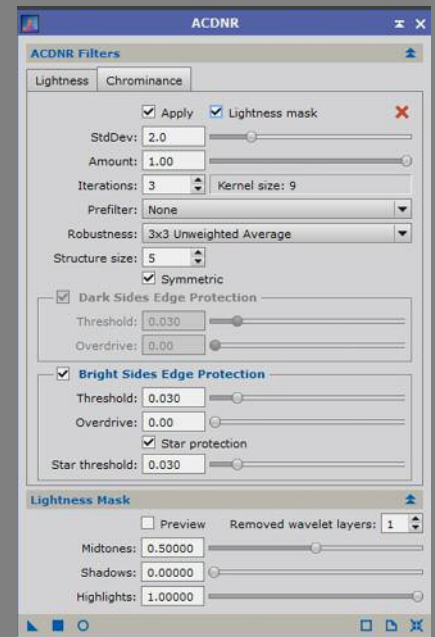 ACDNR
ACDNR Filters
Lightness Chrominance
Apply Lightness mask
StdDev: 2.0
Amount: 1.00
Iterations: 3 Kernel size: 9
Prefilter: None
Robustness: 3x3 Unweighted Average
Structure size: 5
Symmetric
Dark Sides Edge Protection
Threshold: 0.030
Overdrive: 0.00
Bright Sides Edge Protection
Threshold: 0.030
Overdrive: 0.00
Star protection
Star threshold: 0.030
Lightness Mask
Preview Removed wavelet layers: 1
Midtones: 0.50000
Shadows: 0.00000
Highlights: 1.00000